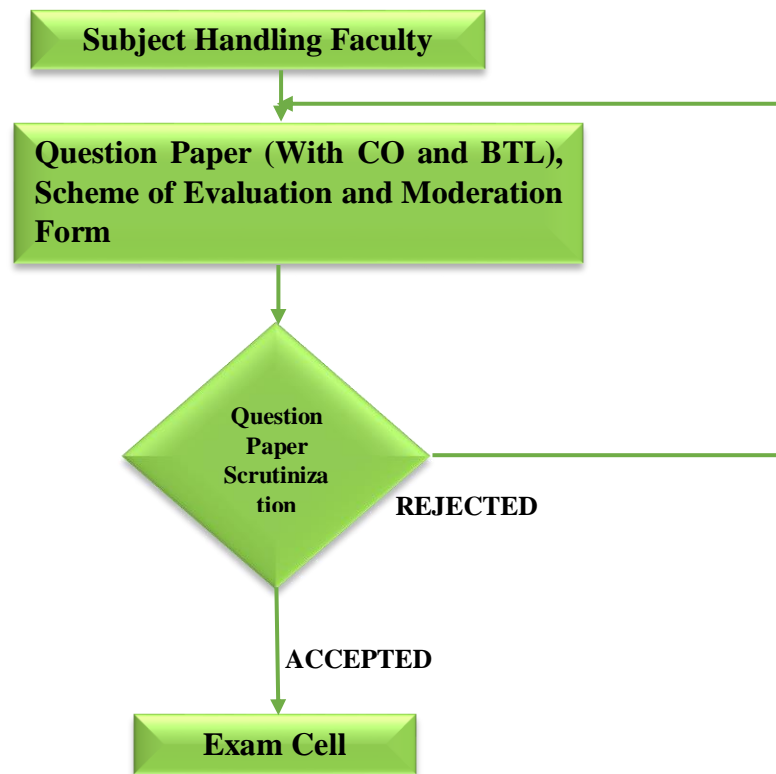 Subject Handling Faculty
Question Paper (With CO and BTL),
Scheme of Evaluation and Moderation
Form
Question
Paper
Scrutiniza
tion
REJECTED
ACCEPTED
Exam Cell